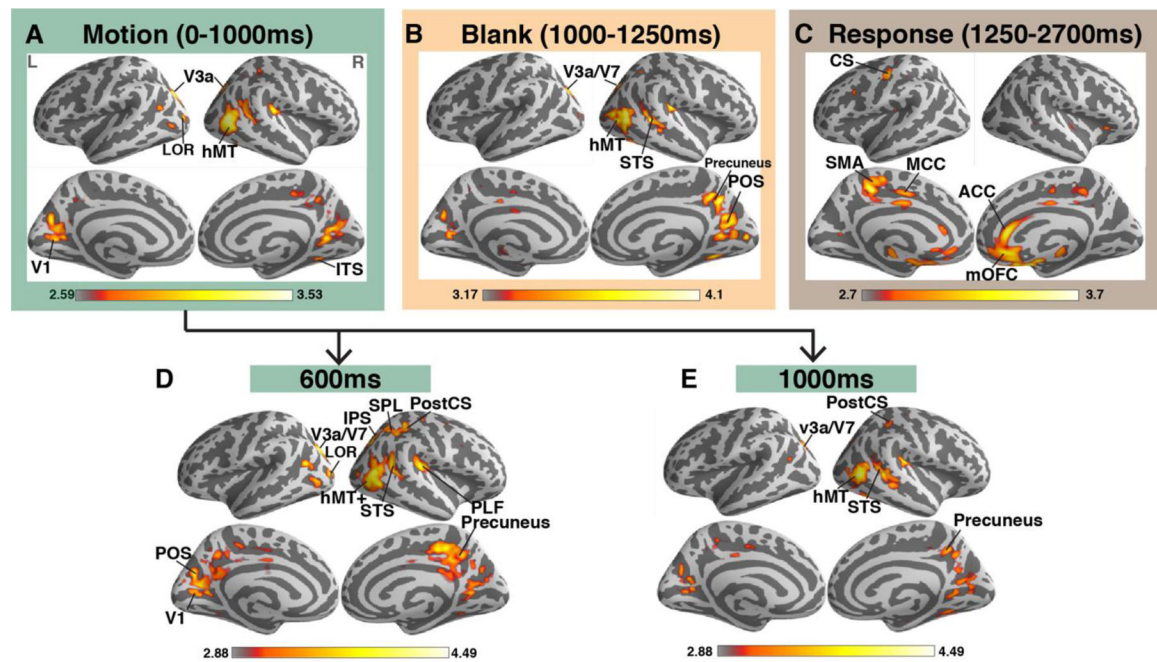 A Motion (0-1000ms)
L
R
V3a
LOR
hMT
V1
ITS
2.59
3.53
B Blank (1000-1250ms)
V3a/V7
hMT
STS
Precuneus
POS
3.17
4.1
C Response (1250-2700ms)
CS
SMA
MCC
ACC
mOFC
2.7
3.7
D 600ms
SPL PostCS
IPS
V3a/V7
LOR
hMT+
STS
PLF
Precuneus
POS
V1
2.88
4.49
E 1000ms
PostCS
v3a/V7
hMT
STS
Precuneus
2.88
4.49